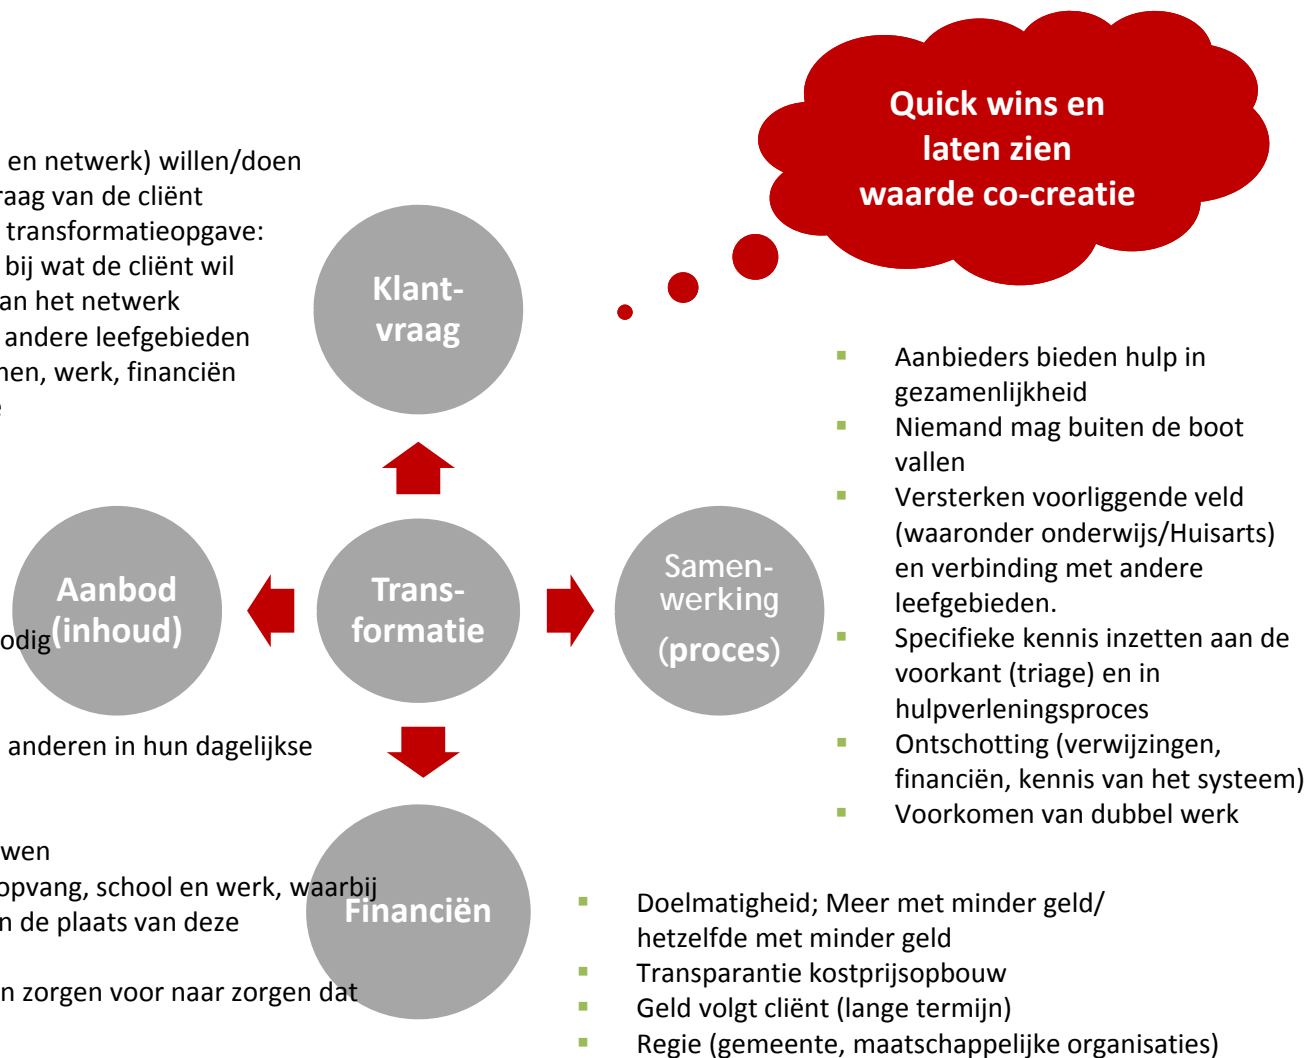 Quick wins en
laten zien
waarde co-creatie
en netwerk) willen/doen
raag van de cliënt
transformatieopgave:
bij wat de cliënt wil
an het netwerk
andere leefgebieden
nen, werk, financiën
Klant-
vraag
Aanbod
(inhoud)
Trans-
formatie
Samen-
werking
(proces)
odig
anderen in hun dagelijkse
wen
opvang, school en werk, waarbij
n de plaats van deze
n zorgen voor naar zorgen dat
Financiën
▪ Aanbieders bieden hulp in
gezamenlijkheid
▪ Niemand mag buiten de boot
vallen
▪ Versterken voorliggende veld
(waaronder onderwijs/Huisarts)
en verbinding met andere
leefgebieden.
▪ Specifieke kennis inzetten aan de
voorkant (triage) en in
hulpverleningsproces
▪ Ontschotting (verwijzingen,
financiën, kennis van het systeem)
▪ Voorkomen van dubbel werk
▪ Doelmatigheid; Meer met minder geld/
hetzelfde met minder geld
▪ Transparantie kostprijsopbouw
▪ Geld volgt cliënt (lange termijn)
▪ Regie (gemeente, maatschappelijke organisaties)